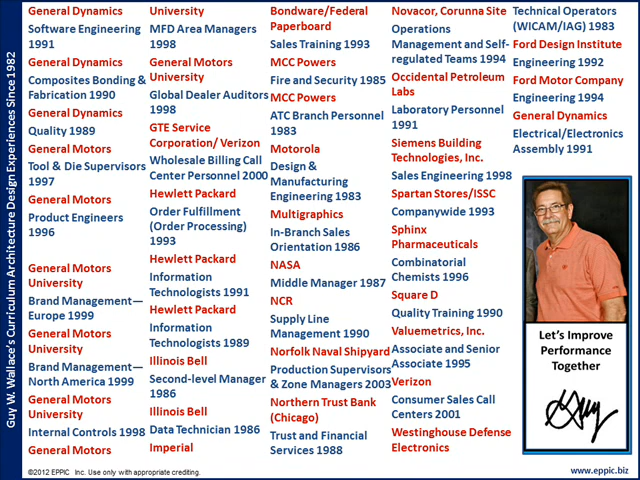 Guy W. Wallace's Curriculum Architecture Design Experiences Since 1982
General Dynamics
Software Engineering
1991
General Dynamics
Composites Bonding &
Fabrication 1990
General Dynamics
Quality 1989
General Motors
Tool & Die Supervisors
1997
General Motors
Product Engineers
1996
General Motors
University
Brand Management—
Europe 1999
General Motors
University
Brand Management—
North America 1999
General Motors
University
Internal Controls 1998
General Motors
University
MFD Area Managers
1998
General Motors
University
Global Dealer Auditors
1998
GTE Service
Corporation/ Verizon
Wholesale Billing Call
Center Personnel 2000
Hewlett Packard
Order Fulfillment
(Order Processing)
1993
Hewlett Packard
Information
Technologists 1991
Hewlett Packard
Information
Technologists 1989
Illinois Bell
Second-level Manager
1986
Illinois Bell
Data Technician 1986
Imperial
Bondware/Federal
Paperboard
Sales Training 1993
MCC Powers
Fire and Security 1985
MCC Powers
ATC Branch Personnel
1983
Motorola
Design &
Manufacturing
Engineering 1983
Multigraphics
In-Branch Sales
Orientation 1986
NASA
Middle Manager 1987
NCR
Supply Line
Management 1990
Norfolk Naval Shipyard
Production Supervisors
& Zone Managers 2003
Northern Trust Bank
(Chicago)
Trust and Financial
Services 1988
Novacor, Corunna Site
Operations
Management and Self-
regulated Teams 1994
Occidental Petroleum
Labs
Laboratory Personnel
1991
Siemens Building
Technologies, Inc.
Sales Engineering 1998
Spartan Stores/ISSC
Companywide 1993
Sphinx
Pharmaceuticals
Combinatorial
Chemists 1996
Square D
Quality Training 1990
Valuemetrics, Inc.
Associate and Senior
Associate 1995
Verizon
Consumer Sales Call
Centers 2001
Westinghouse Defense
Electronics
Technical Operators
(WICAM/IAG) 1983
Ford Design Institute
Engineering 1992
Ford Motor Company
Engineering 1994
General Dynamics
Electrical/Electronics
Assembly 1991
Let's Improve
Performance
Together
Guy
©2012 EPPIC Inc. Use only with appropriate crediting.
www.eppic.biz